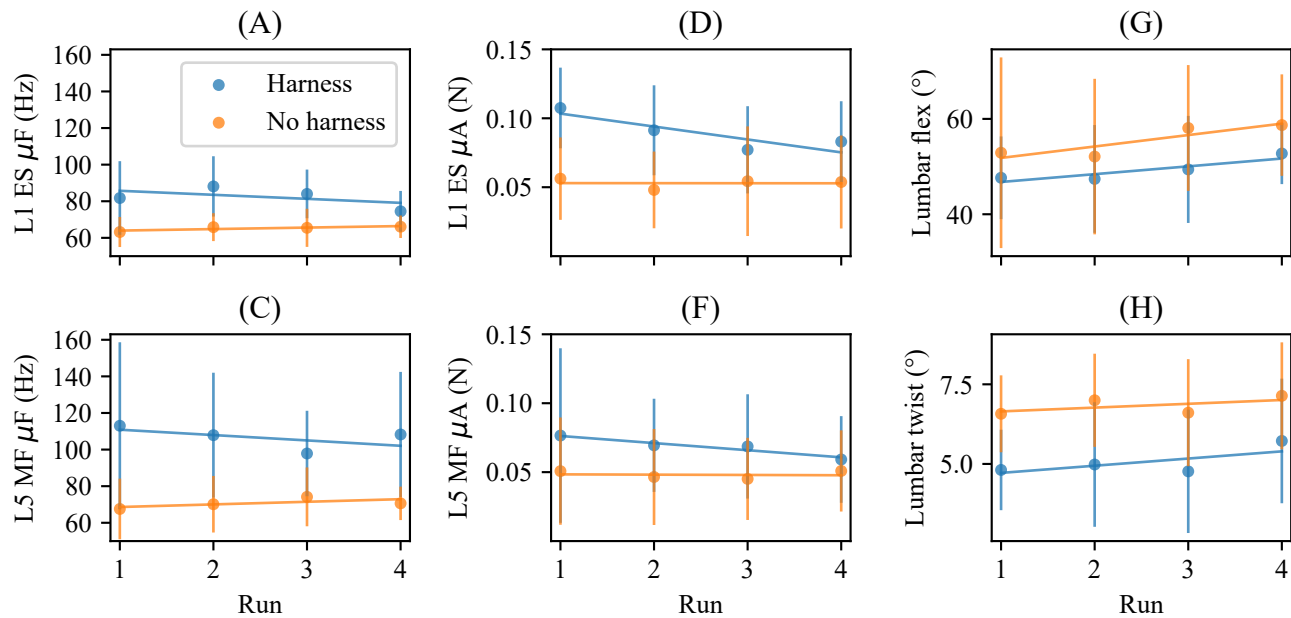 (A)
L1 ES μF (Hz)
160
140
120
100
80
60
Harness
No harness
(D)
L1 ES μA (N)
0.15
0.10
0.05
(G)
Lumbar flex (°)
60
40
(C)
L5 MF μF (Hz)
160
140
120
100
80
60
1 2 3 4
Run
(F)
L5 MF μA (N)
0.15
0.10
0.05
1 2 3 4
Run
(H)
Lumbar twist (°)
7.5
5.0
1 2 3 4
Run